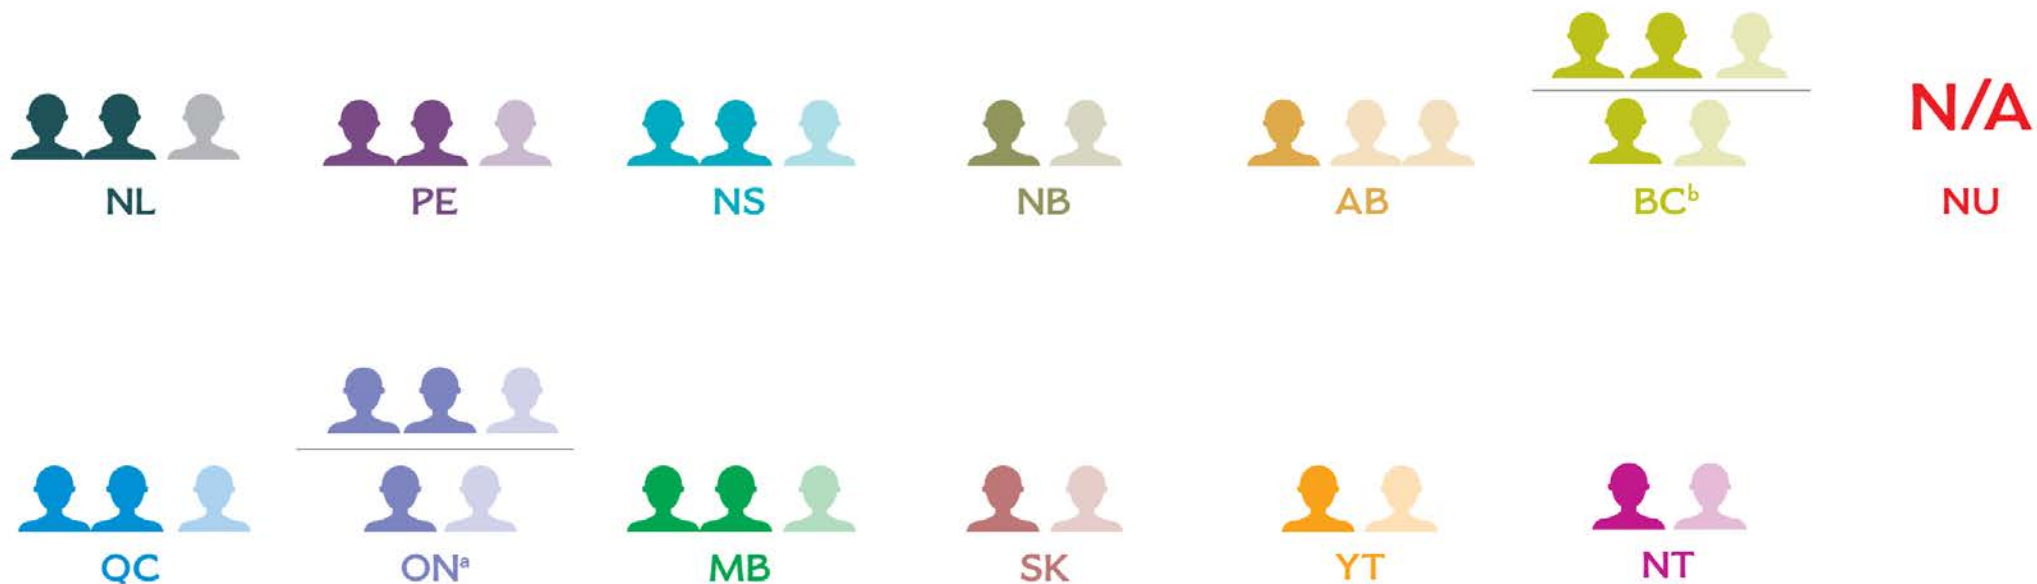 N/A
NL PE NS NB AB BCᵇ NU
QC ONᵃ MB SK YT NT